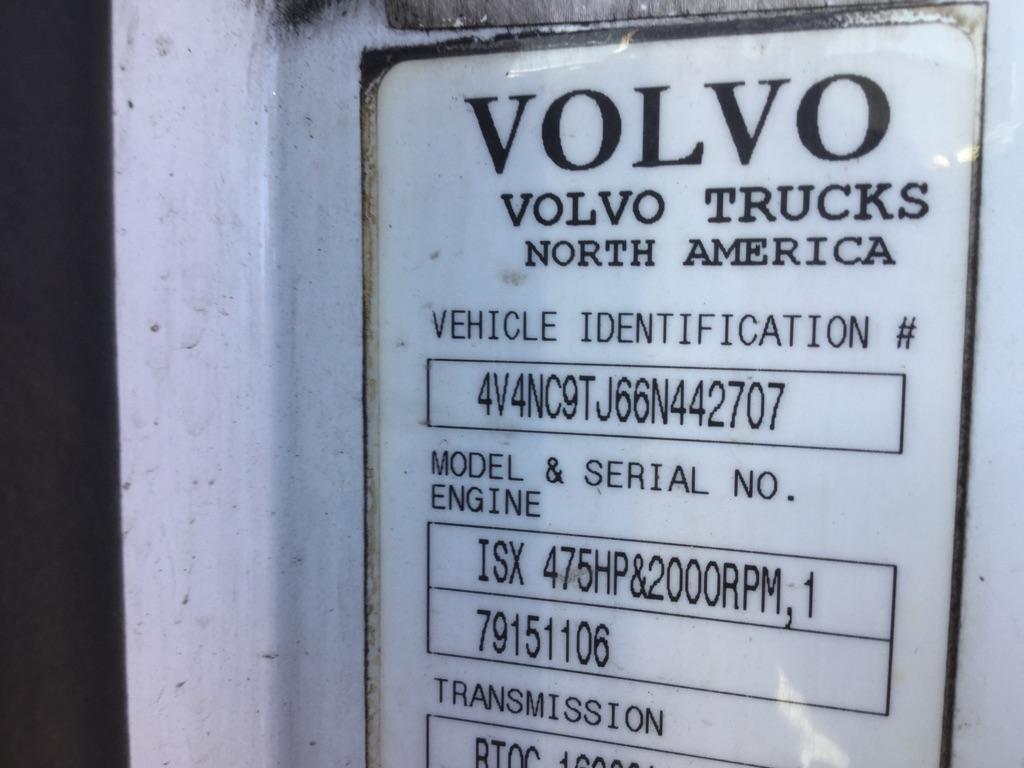 VOLVO
VOLVO TRUCKS
NORTH AMERICA
VEHICLE IDENTIFICATION #
4V4NC9TJ66N442707
MODEL & SERIAL NO.
ENGINE
ISX 475HP&2000RPM,1
79151106
TRANSMISSION